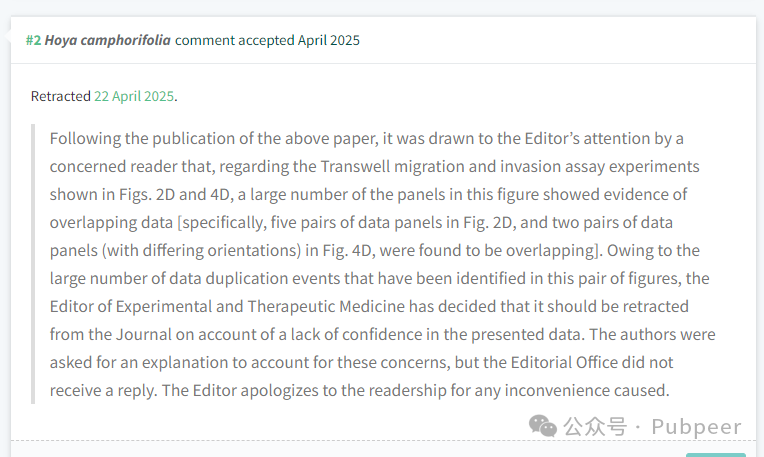 #2 Hoya camphorifolia comment accepted April 2025
Retracted 22 April 2025.
Following the publication of the above paper, it was drawn to the Editor’s attention by a
concerned reader that, regarding the Transwell migration and invasion assay experiments
shown in Figs. 2D and 4D, a large number of the panels in this figure showed evidence of
overlapping data [specifically, five pairs of data panels in Fig. 2D, and two pairs of data
panels (with differing orientations) in Fig. 4D, were found to be overlapping]. Owing to the
large number of data duplication events that have been identified in this pair of figures, the
Editor of Experimental and Therapeutic Medicine has decided that it should be retracted
from the Journal on account of a lack of confidence in the presented data. The authors were
asked for an explanation to account for these concerns, but the Editorial Office did not
receive a reply. The Editor apologizes to the readership for any inconvenience caused.
公众号 · Pubpeer